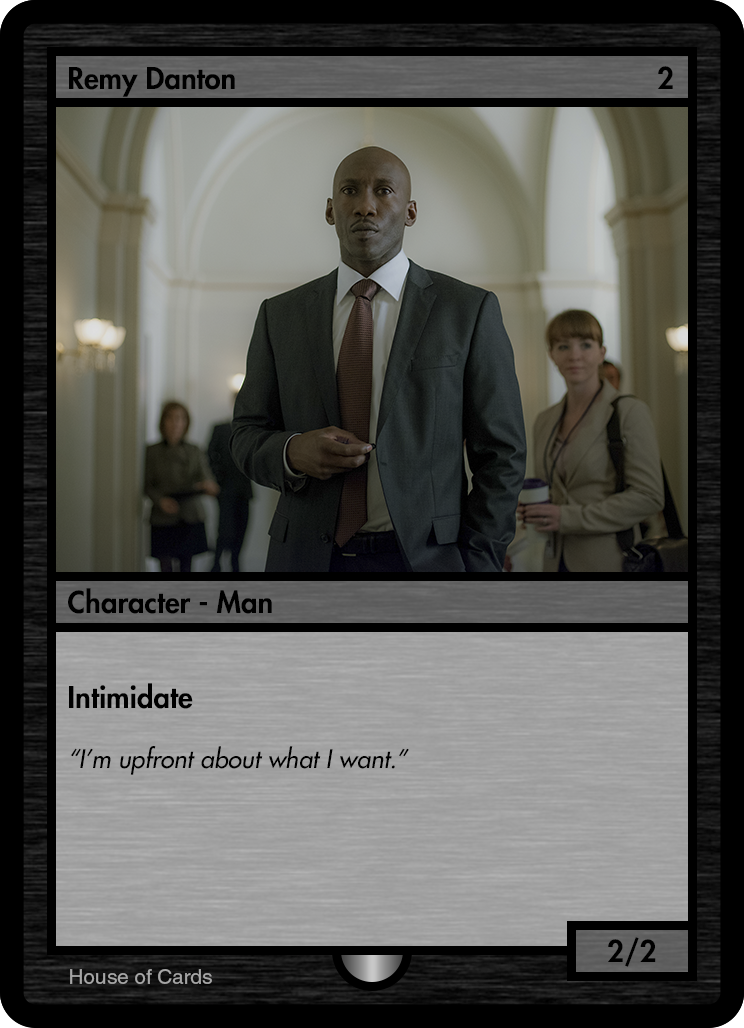 Remy Danton 2
Character - Man
Intimidate
“I’m upfront about what I want.”
2/2
House of Cards